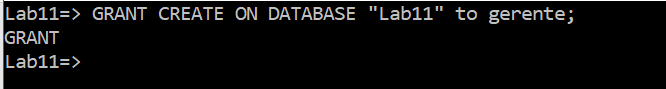 Lab11=> GRANT CREATE ON DATABASE "Lab11" to gerente;
GRANT
Lab11=>